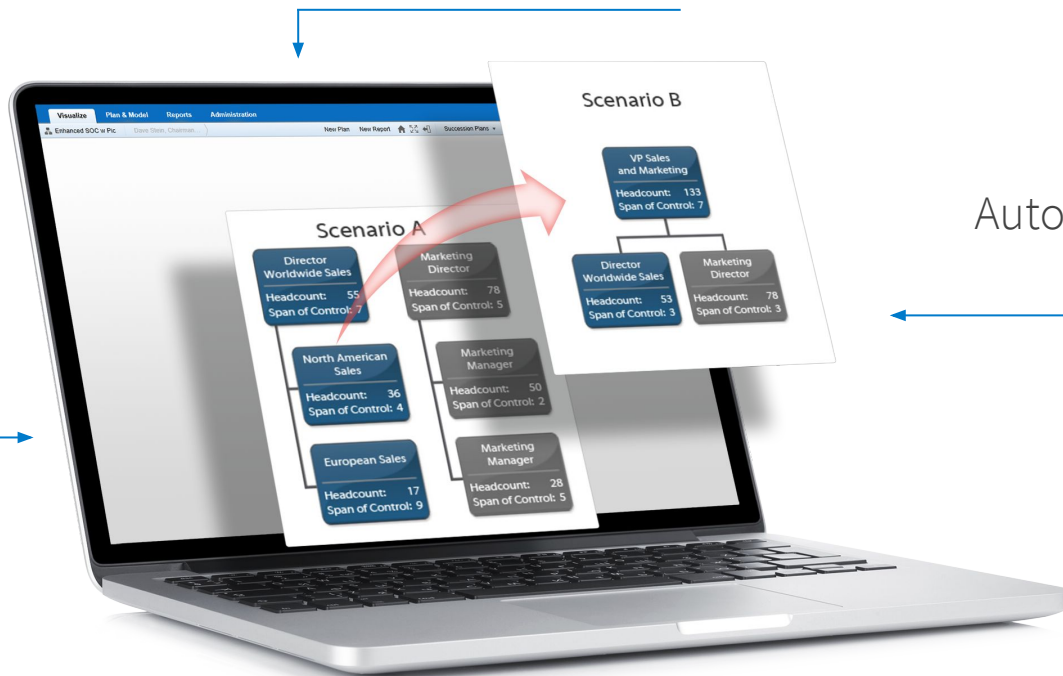 Visualize Plan & Model Reports Administration
Enhanced SOC w Pic Dave Stein, Chairman... New Plan New Report Succession Plans
Scenario A
Director
Worldwide Sales
Headcount: 55
Span of Control: 7
Marketing
Director
Headcount: 78
Span of Control: 5
North American
Sales
Headcount: 36
Span of Control: 4
Marketing
Manager
Headcount: 50
Span of Control: 2
European Sales
Headcount: 17
Span of Control: 9
Marketing
Manager
Headcount: 28
Span of Control: 5
Scenario B
VP Sales
and Marketing
Headcount: 133
Span of Control: 7
Director
Worldwide Sales
Headcount: 53
Span of Control: 3
Marketing
Director
Headcount: 78
Span of Control: 3
Auto